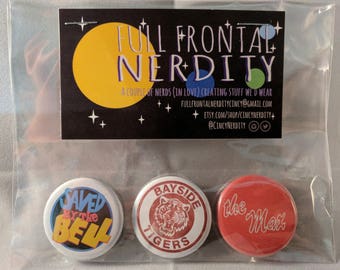 FULL FRONTAL
NERDITY
A COUPLE OF NERDS (IN LOVE) CREATING STUFF WE'D WEAR
FULLFRONTALNERDITYCINCY@GMAIL.COM
ETSY.COM/SHOP/CINCYNERDITY
@CINCYNERDITY
SAVED
BY THE
BELL
BAYSIDE
TIGERS
the Max